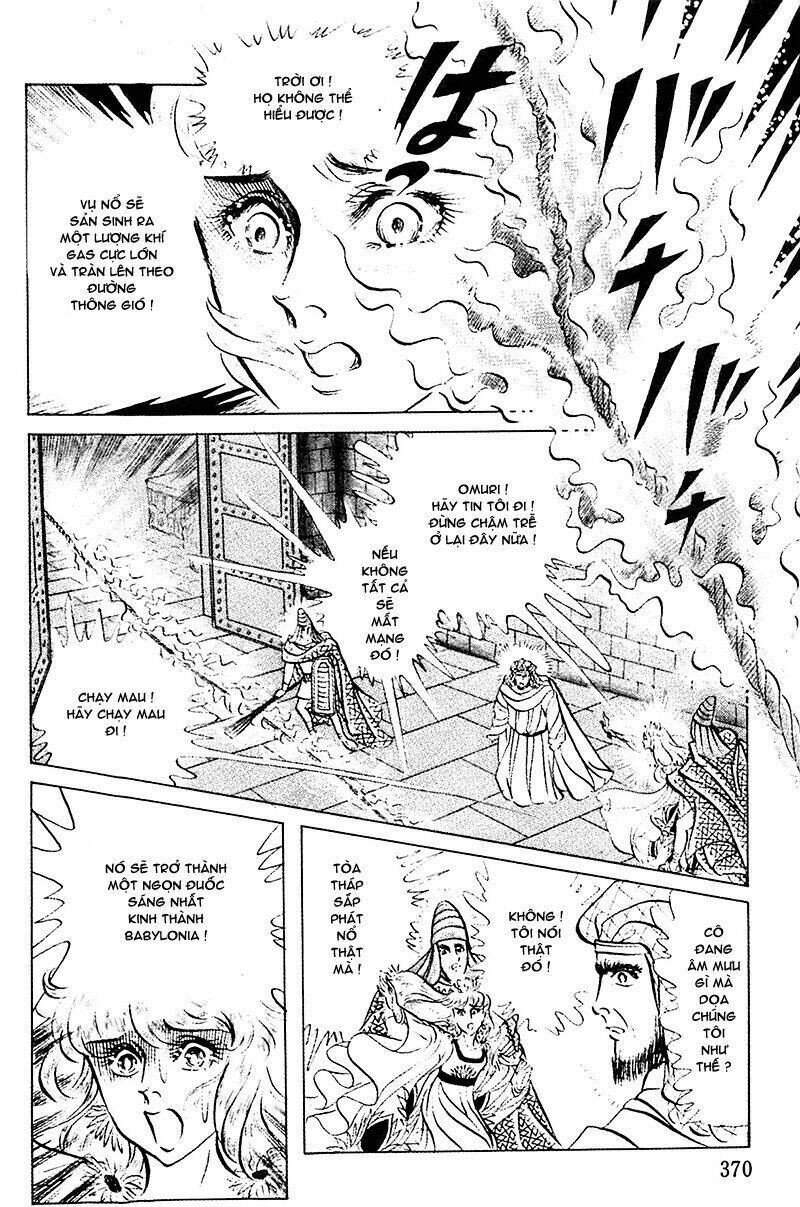 TRỜI ƠI !
HỌ KHÔNG THỂ
HIỂU ĐƯỢC !
VỤ NỔ SẼ
SẢN SINH RA
MỘT LƯỢNG KHÍ
GAS CỰC LỚN
VÀ TRÀN LÊN THEO
ĐƯỜNG
THÔNG GIÓ !
OMURI !
HÃY TIN TÔI ĐI !
ĐỪNG CHẬM TRỄ
Ở LẠI ĐÂY NỮA !
NẾU
KHÔNG
TẤT CẢ
SẼ
MẤT
MẠNG
ĐÓ !
CHẠY MAU !
HÃY CHẠY MAU
ĐI !
NÓ SẼ TRỞ THÀNH
MỘT NGỌN ĐUỐC
SÁNG NHẤT
KINH THÀNH
BABYLONIA !
CÔ
ĐANG
ÂM MƯU
GÌ MÀ
DỌA
CHÚNG
TÔI
NHƯ
THẾ ?
KHÔNG !
TÔI NÓI
THẬT
ĐÓ !
TÒA
THÁP
SẮP
PHÁT
NỔ
THẬT
MÀ !
370